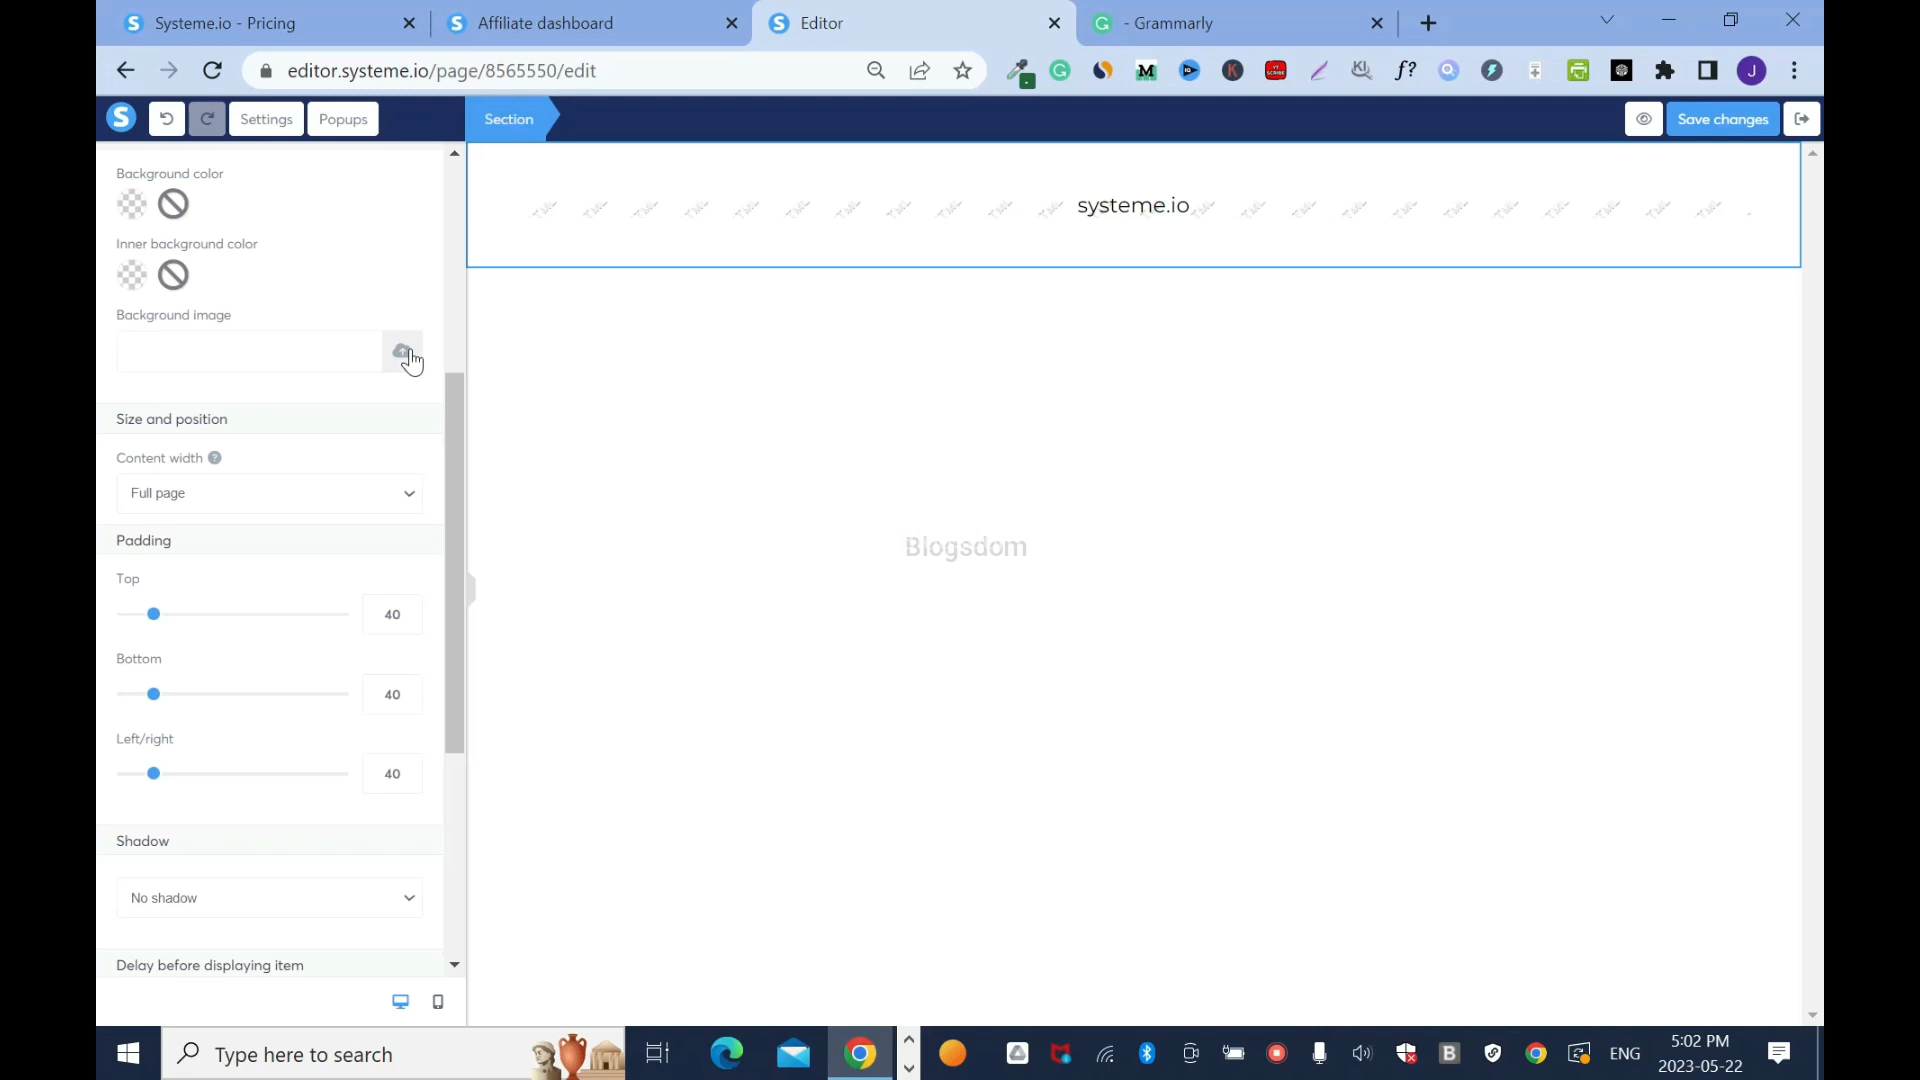 Systeme.io - Pricing
Affiliate dashboard
Editor
- Grammarly
editor.systeme.io/page/8565550/edit
Settings
Popups
Section
Save changes
Background color
Inner background color
Background image
Size and position
Content width
Full page
Padding
Top
40
Bottom
40
Left/right
40
Shadow
No shadow
Delay before displaying item
systeme.io
Blogsdom
Type here to search
ENG
5:02 PM
2023-05-22